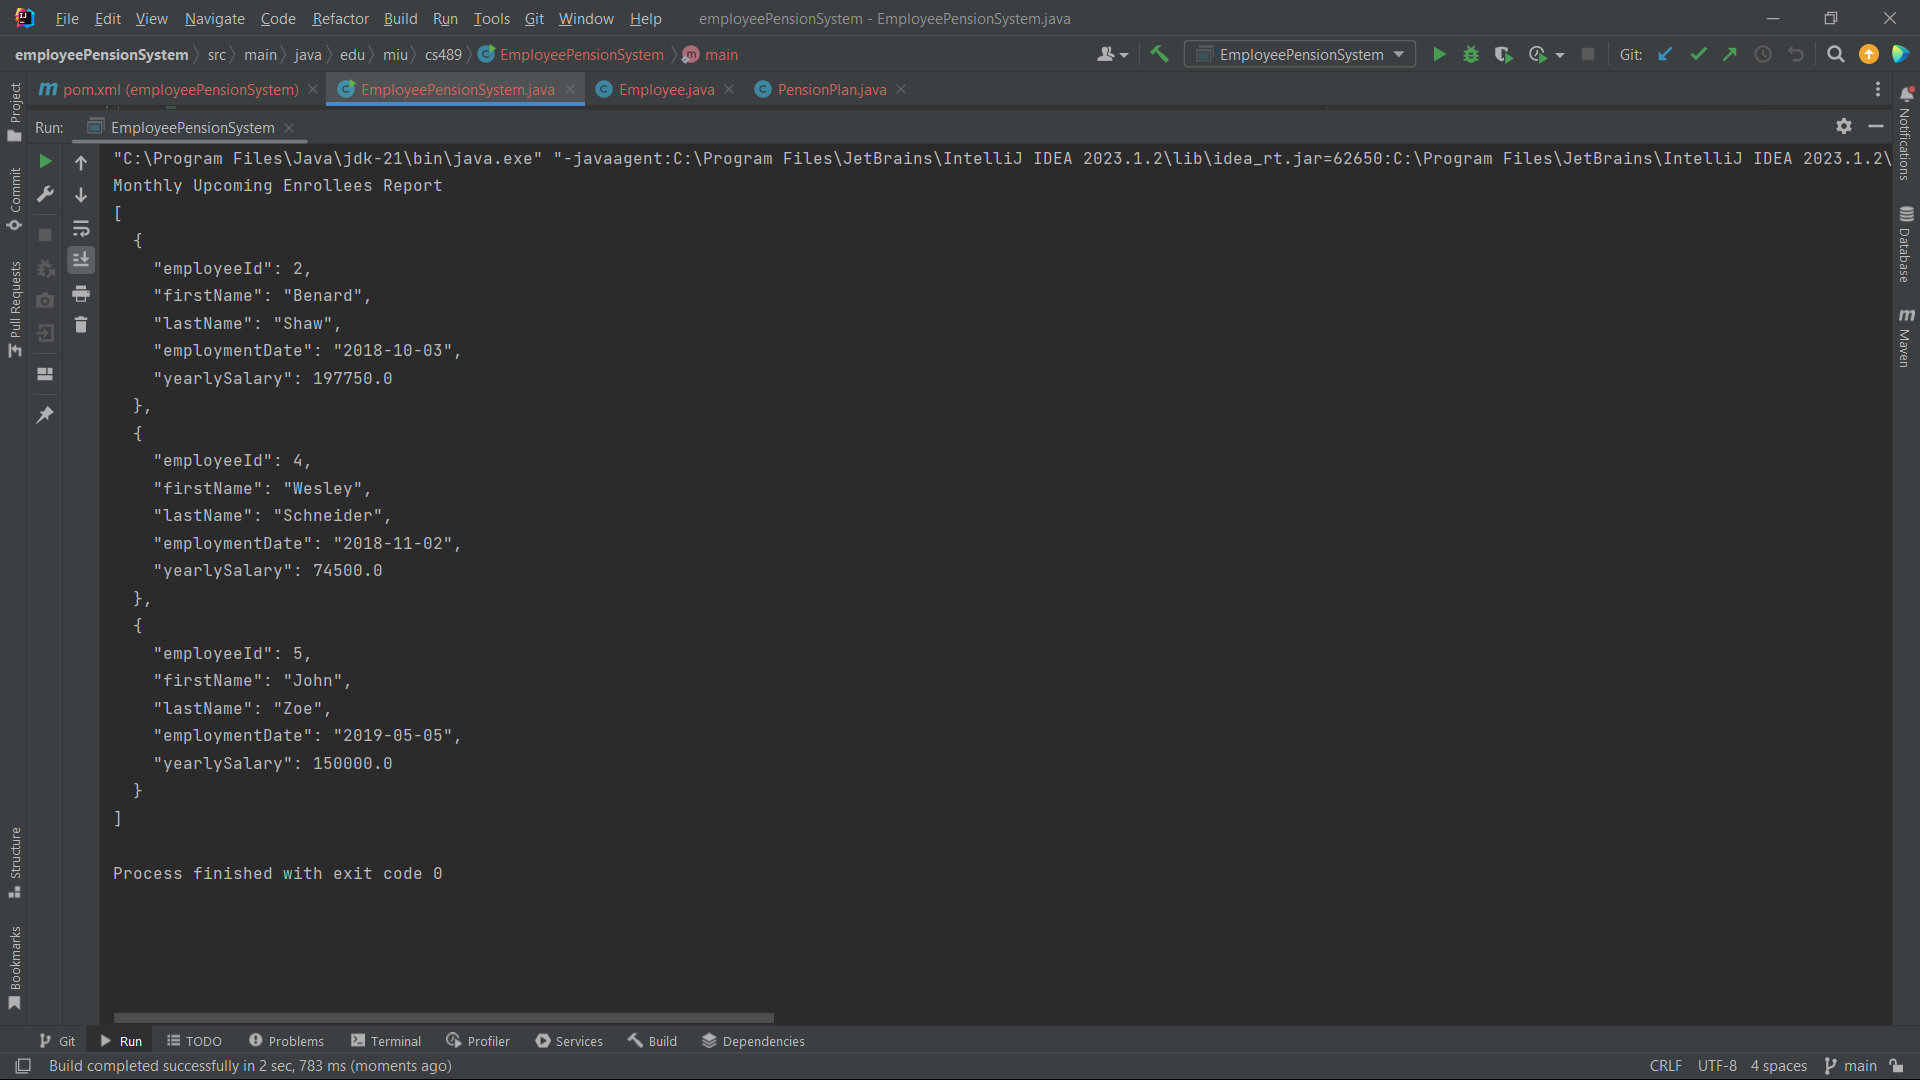 File Edit View Navigate Code Refactor Build Run Tools Git Window Help employeePensionSystem - EmployeePensionSystem.java
employeePensionSystem src main java edu miu cs489 EmployeePensionSystem main EmployeePensionSystem Git:
pom.xml (employeePensionSystem) EmployeePensionSystem.java Employee.java PensionPlan.java
Run: EmployeePensionSystem
"C:\Program Files\Java\jdk-21\bin\java.exe" "-javaagent:C:\Program Files\JetBrains\IntelliJ IDEA 2023.1.2\lib\idea_rt.jar=62650:C:\Program Files\JetBrains\IntelliJ IDEA 2023.1.2\
Monthly Upcoming Enrollees Report
[
{
"employeeId": 2,
"firstName": "Benard",
"lastName": "Shaw",
"employmentDate": "2018-10-03",
"yearlySalary": 197750.0
},
{
"employeeId": 4,
"firstName": "Wesley",
"lastName": "Schneider",
"employmentDate": "2018-11-02",
"yearlySalary": 74500.0
},
{
"employeeId": 5,
"firstName": "John",
"lastName": "Zoe",
"employmentDate": "2019-05-05",
"yearlySalary": 150000.0
}
]
Process finished with exit code 0
Project
Commit
Pull Requests
Structure
Bookmarks
Notifications
Database
Maven
Git Run TODO Problems Terminal Profiler Services Build Dependencies
Build completed successfully in 2 sec, 783 ms (moments ago) CRLF UTF-8 4 spaces main